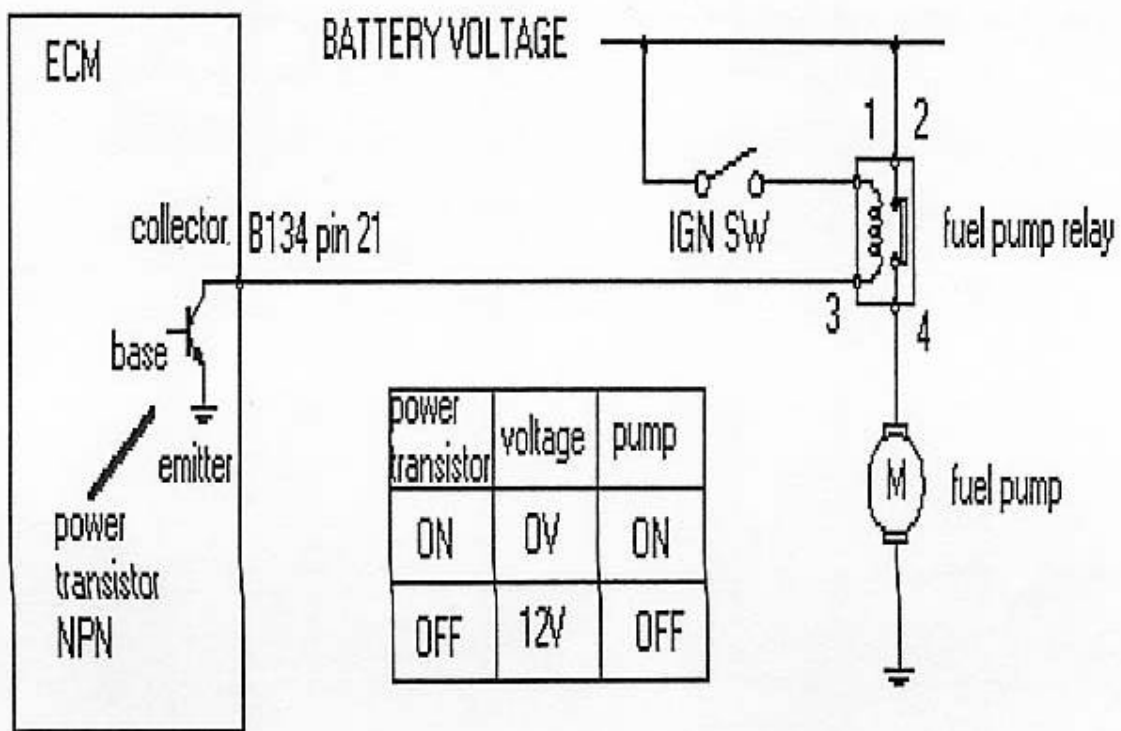 ECM
BATTERY VOLTAGE
1 2
collector
B134 pin 21
IGN SW
fuel pump relay
3
4
base
emitter
power
transistor
NPN
power
transistor
voltage
pump
ON
0V
ON
OFF
12V
OFF
M
fuel pump